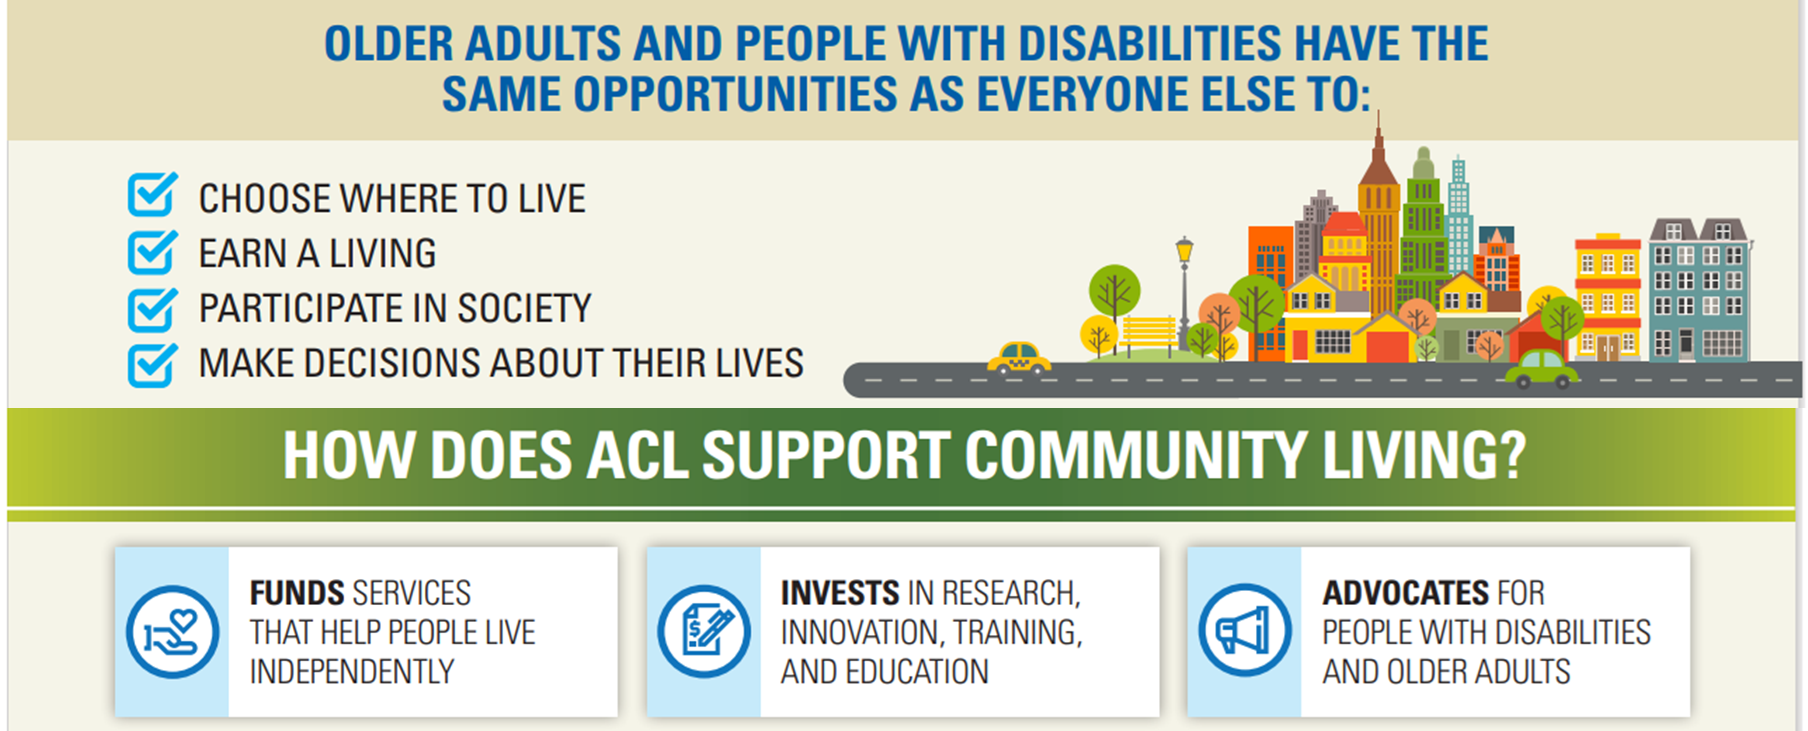 OLDER ADULTS AND PEOPLE WITH DISABILITIES HAVE THE
SAME OPPORTUNITIES AS EVERYONE ELSE TO:
CHOOSE WHERE TO LIVE
EARN A LIVING
PARTICIPATE IN SOCIETY
MAKE DECISIONS ABOUT THEIR LIVES
HOW DOES ACL SUPPORT COMMUNITY LIVING?
FUNDS SERVICES
THAT HELP PEOPLE LIVE
INDEPENDENTLY
$
INVESTS IN RESEARCH,
INNOVATION, TRAINING,
AND EDUCATION
ADVOCATES FOR
PEOPLE WITH DISABILITIES
AND OLDER ADULTS